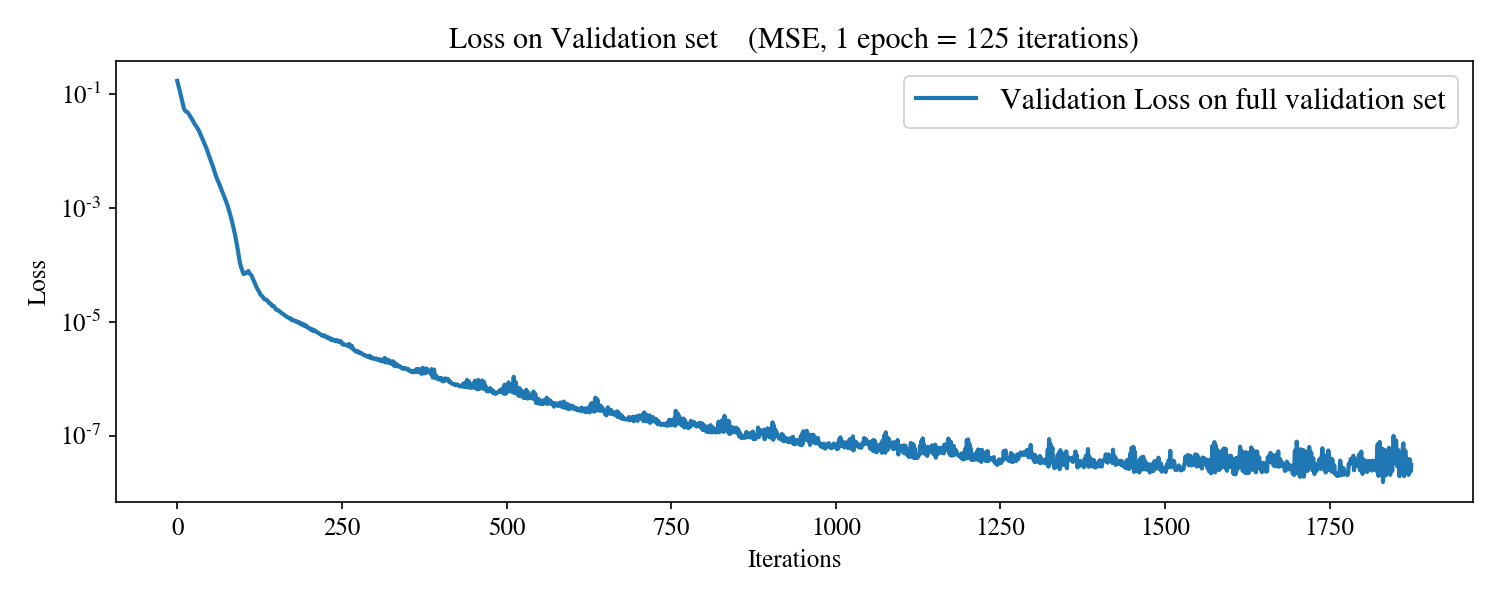 Loss on Validation set (MSE, 1 epoch = 125 iterations)
Validation Loss on full validation set
10-1
10-3
10-5
10-7
Loss
0 250 500 750 1000 1250 1500 1750
Iterations